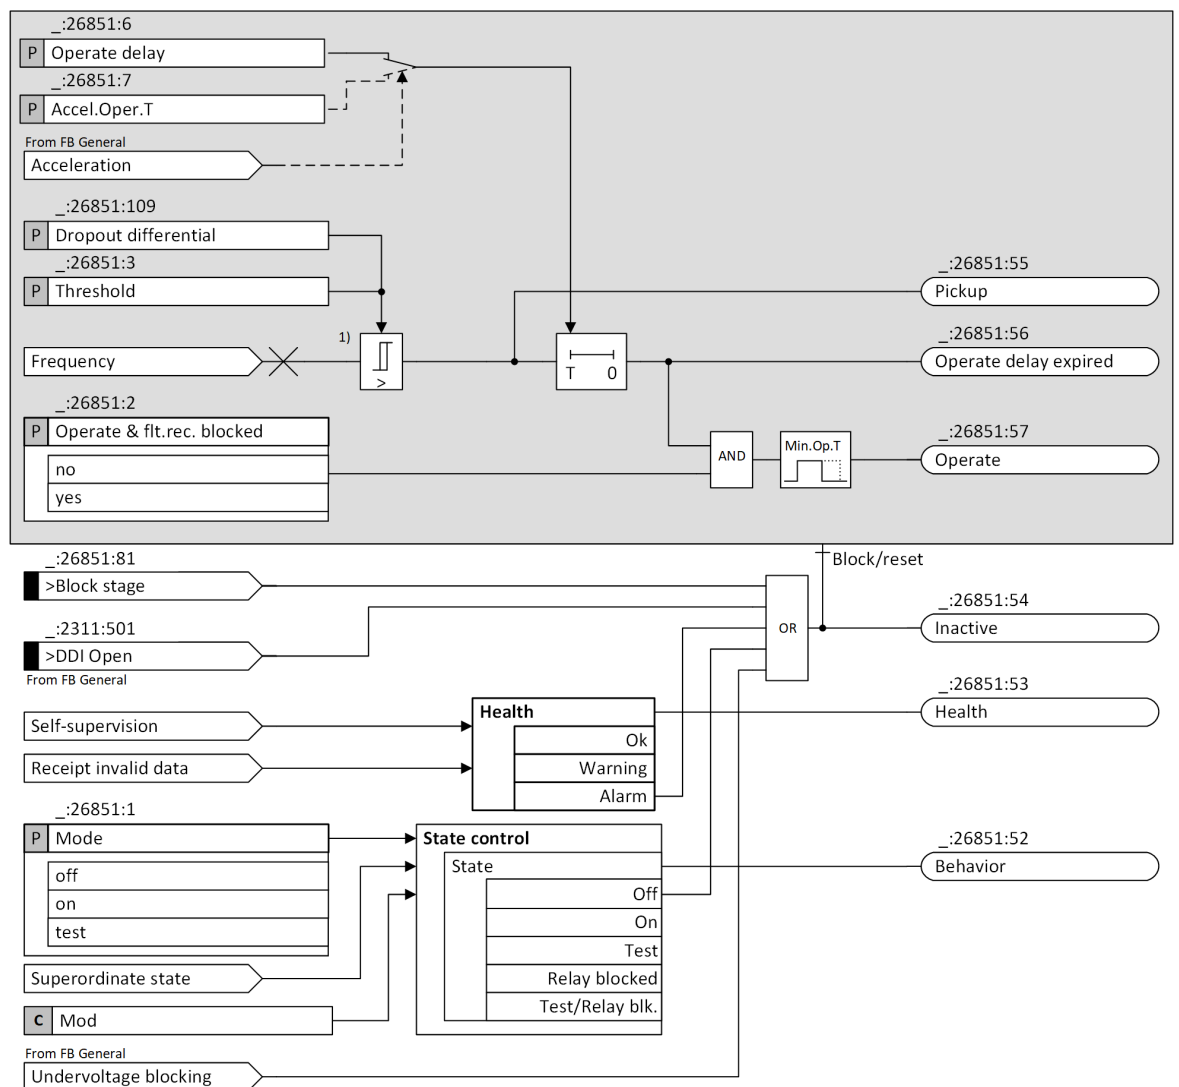 _:26851:6
P Operate delay
_:26851:7
P Accel.Oper.T
From FB General
Acceleration
_:26851:109
P Dropout differential
_:26851:3
P Threshold
_:26851:55
Pickup
1)
Frequency
>
T 0
_:26851:56
Operate delay expired
_:26851:2
P Operate & flt.rec. blocked
no
yes
AND
Min.Op.T
_:26851:57
Operate
Block/reset
_:26851:81
>Block stage
_:2311:501
>DDI Open
From FB General
OR
_:26851:54
Inactive
Self-supervision
Receipt invalid data
Health
Ok
Warning
Alarm
_:26851:53
Health
_:26851:1
P Mode
off
on
test
Superordinate state
C Mod
State control
State
Off
On
Test
Relay blocked
Test/Relay blk.
_:26851:52
Behavior
From FB General
Undervoltage blocking